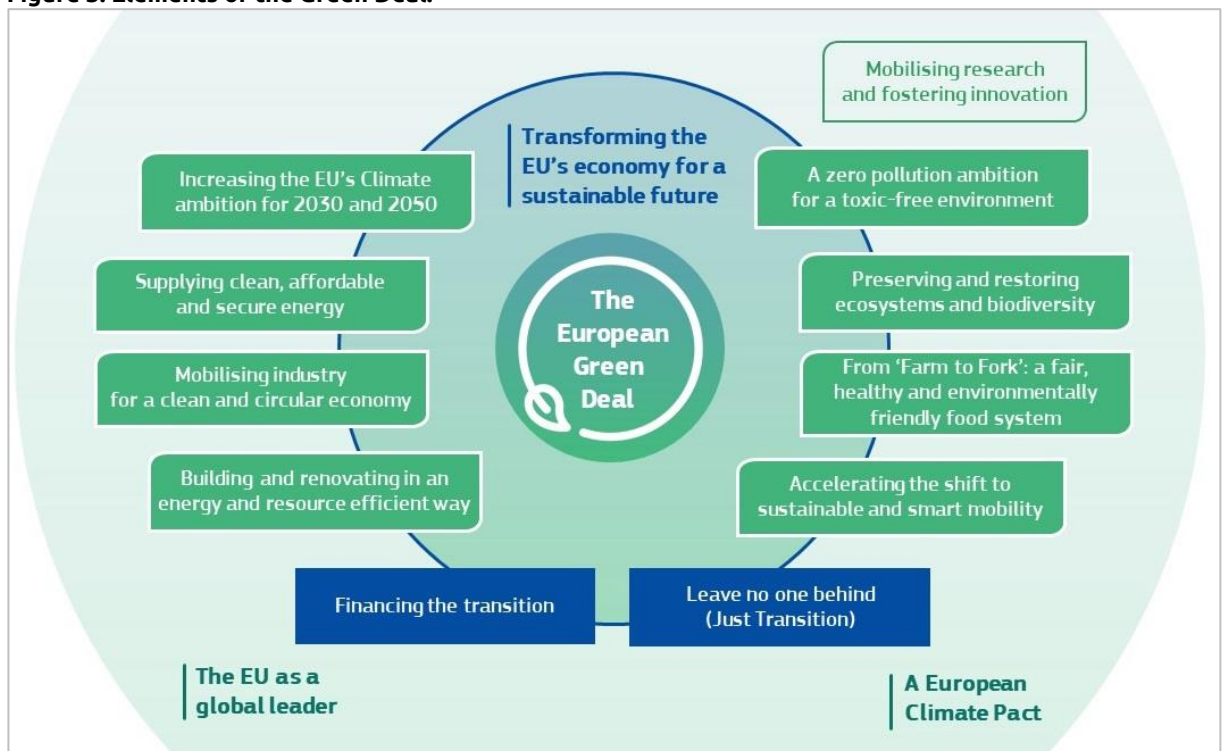 Figure 3. Elements of the Green Deal.
Mobilising research
and fostering innovation
Transforming the
EU's economy for a
sustainable future
Increasing the EU's Climate
ambition for 2030 and 2050
A zero pollution ambition
for a toxic-free environment
Supplying clean, affordable
and secure energy
Preserving and restoring
ecosystems and biodiversity
The
European
Green
Deal
Mobilising industry
for a clean and circular economy
From ‘Farm to Fork’: a fair,
healthy and environmentally
friendly food system
Building and renovating in an
energy and resource efficient way
Accelerating the shift to
sustainable and smart mobility
Financing the transition
Leave no one behind
(Just Transition)
The EU as a
global leader
A European
Climate Pact